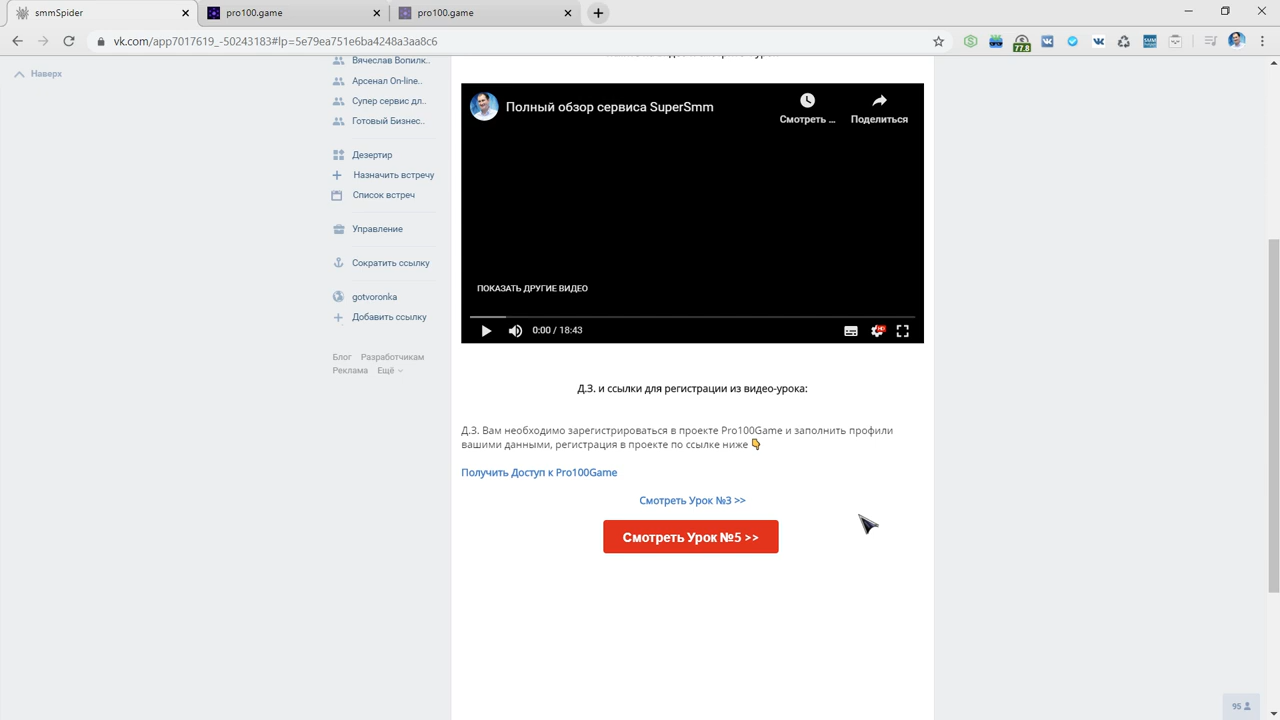 smmSpider
pro100.game
pro100.game
vk.com/app7017619_-50243183#lp=5e79ea751e6ba4248a3aa8c6
77.8
Наверх
Вячеслав Вопилк..
Арсенал On-line..
Супер сервис дл..
Готовый Бизнес..
Дезертир
Назначить встречу
Список встреч
Управление
Сократить ссылку
gotvoronka
Добавить ссылку
Блог Разработчикам
Реклама Ещё
Полный обзор сервиса SuperSmm
Смотреть ...
Поделиться
ПОКАЗАТЬ ДРУГИЕ ВИДЕО
0:00 / 18:43
HD
Д.З. и ссылки для регистрации из видео-урока:
Д.З. Вам необходимо зарегистрироваться в проекте Pro100Game и заполнить профили
вашими данными, регистрация в проекте по ссылке ниже 👇
Получить Доступ к Pro100Game
Смотреть Урок №3 >>
Смотреть Урок №5 >>
95